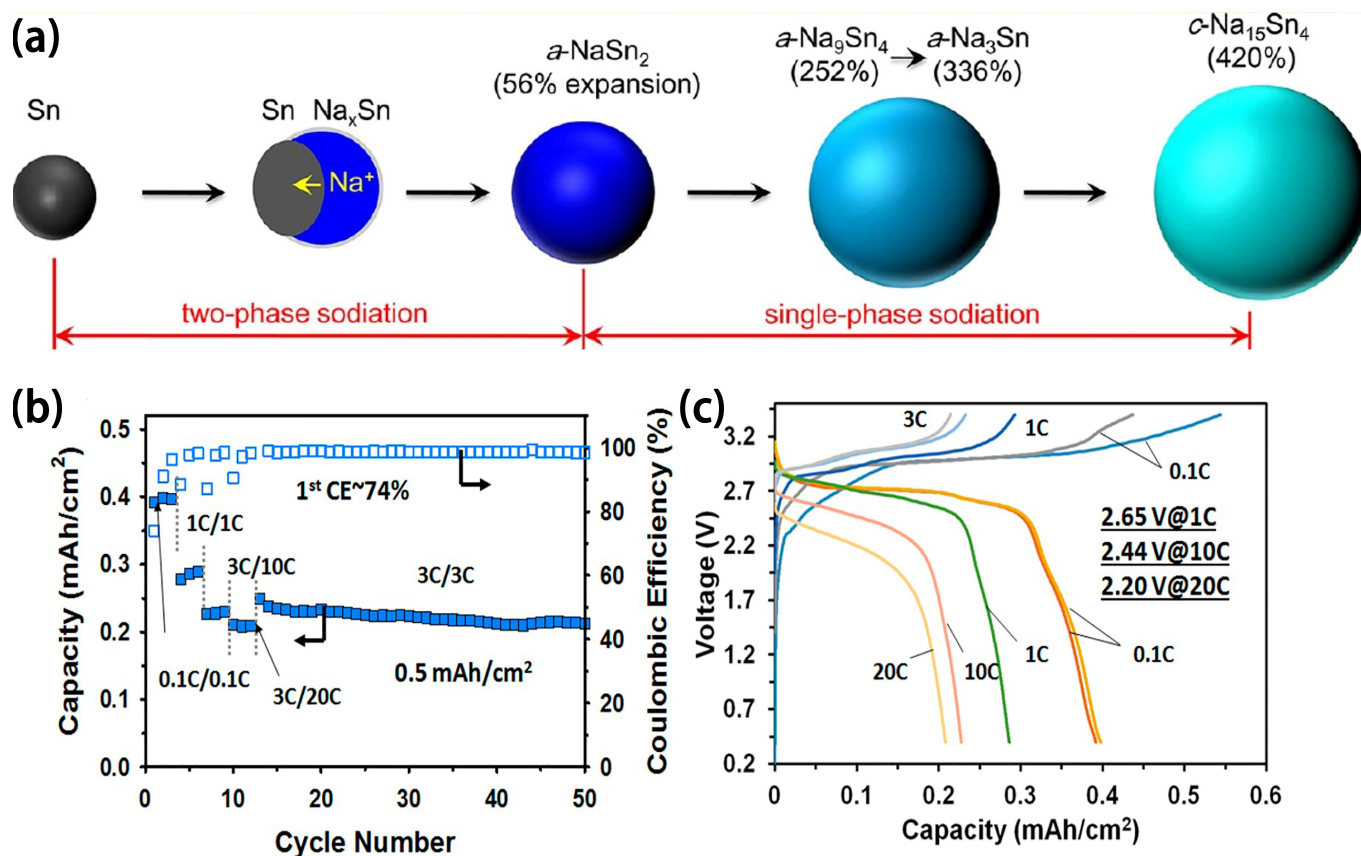 (a)
Sn
Sn NaₓSn
Na⁺
a-NaSn₂
(56% expansion)
a-Na₉Sn₄ → a-Na₃Sn
(252%) (336%)
c-Na₁₅Sn₄
(420%)
two-phase sodiation
single-phase sodiation
(b)
Capacity (mAh/cm²)
0.5
0.4
0.3
0.2
0.1
0.0
1ˢᵗ CE~74%
1C/1C
3C/10C
3C/3C
0.1C/0.1C
3C/20C
0.5 mAh/cm²
100
80
60
40
20
0
Coulombic Efficiency (%)
0 10 20 30 40 50
Cycle Number
(c)
Voltage (V)
3.2
2.7
2.2
1.7
1.2
0.7
0.2
3C
1C
0.1C
2.65 V@1C
2.44 V@10C
2.20 V@20C
20C
10C
1C
0.1C
0 0.1 0.2 0.3 0.4 0.5 0.6
Capacity (mAh/cm²)